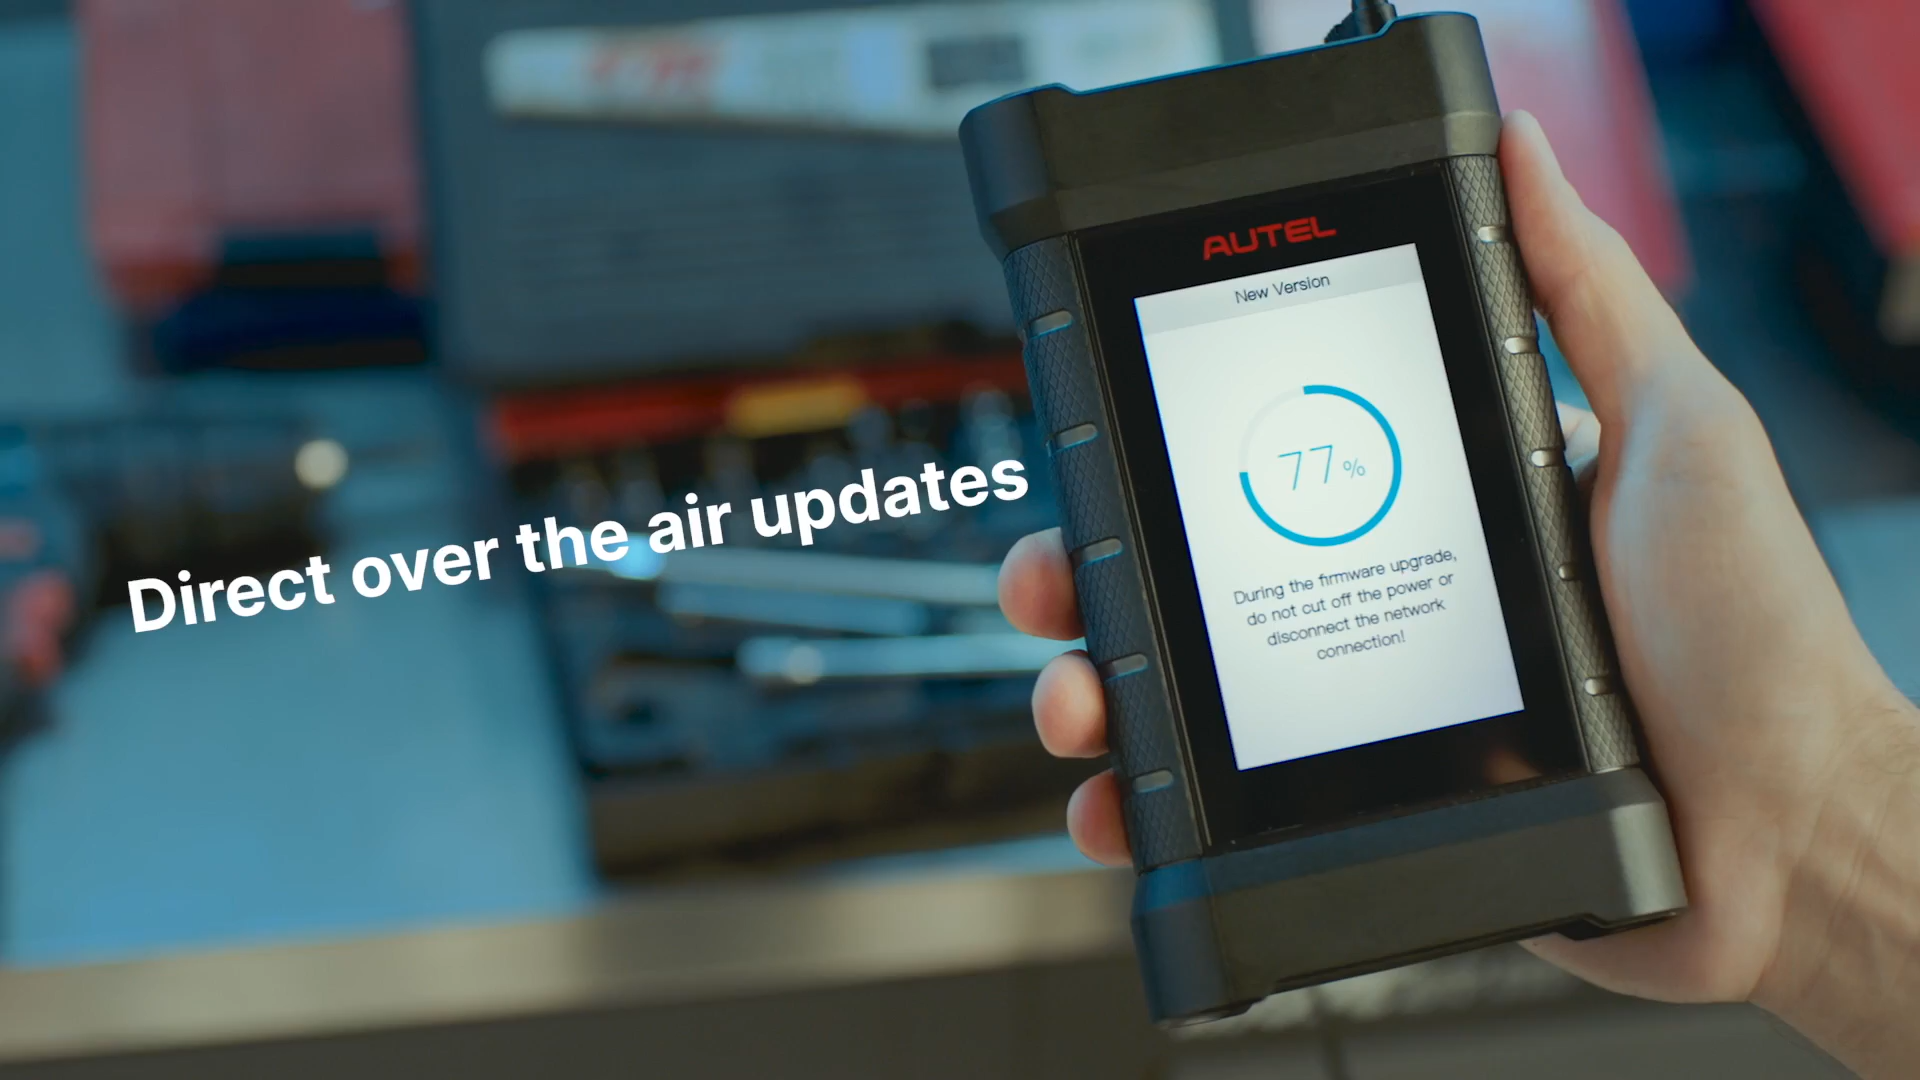 AUTEL
New Version
77%
During the firmware upgrade,
do not cut off the power or
disconnect the network
connection!
Direct over the air updates